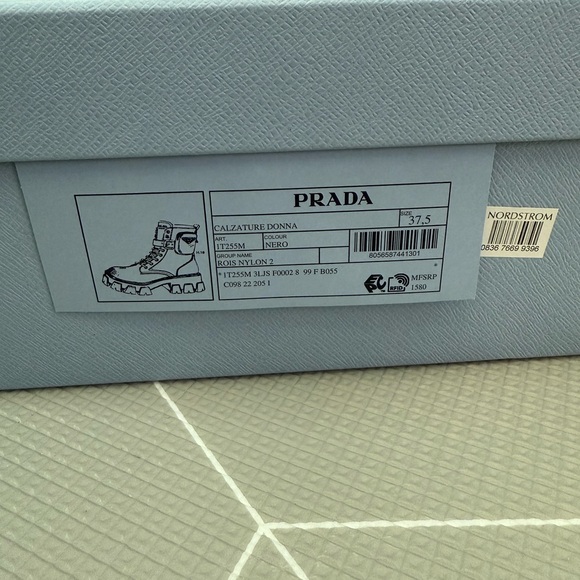 PRADA
CALZATURE DONNA
SIZE
37,5
ART.
1T255M
COLOUR
NERO
GROUP NAME
ROIS NYLON 2
8056587441301
*1T255M 3LJS F0002 8 99 F B055
C098 22 205 I
RFID
MFSRP
1580
NORDSTROM
0836 7669 9396